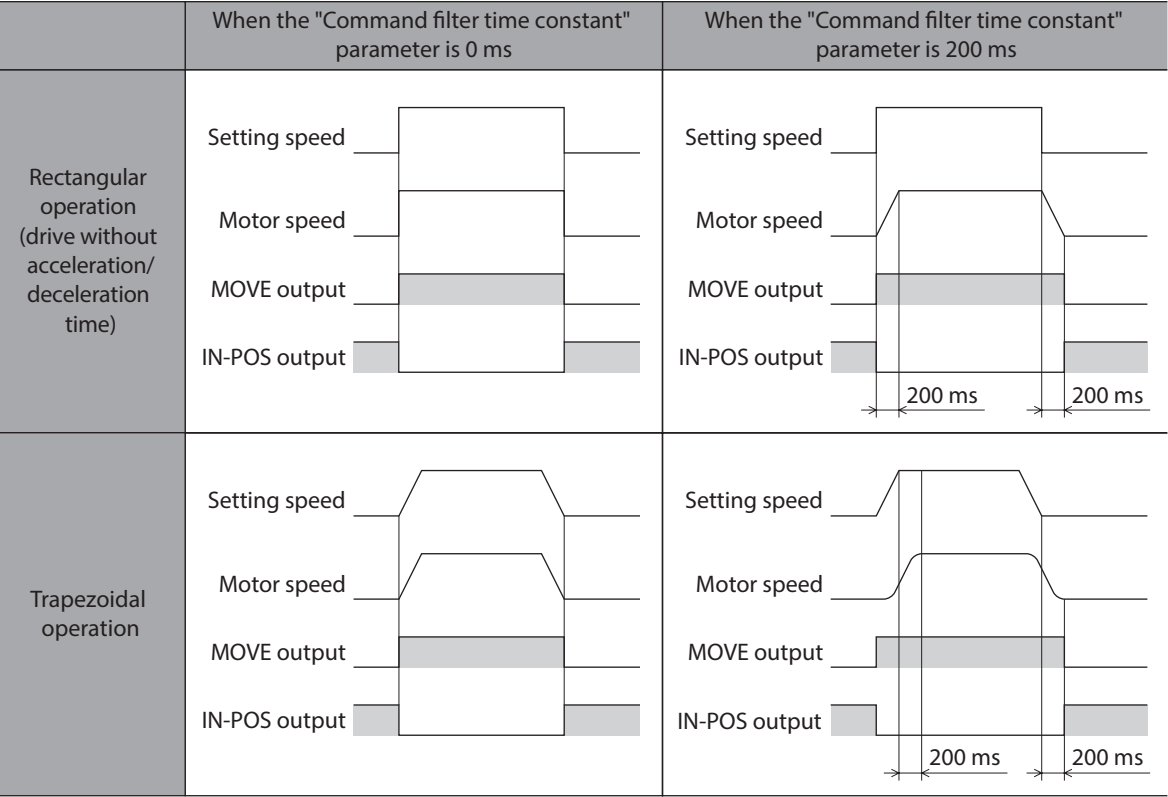 When the "Command filter time constant"
parameter is 0 ms
When the "Command filter time constant"
parameter is 200 ms
Rectangular
operation
(drive without
acceleration/
deceleration
time)
Setting speed
Motor speed
MOVE output
IN-POS output
Setting speed
Motor speed
MOVE output
IN-POS output
200 ms
200 ms
Trapezoidal
operation
Setting speed
Motor speed
MOVE output
IN-POS output
Setting speed
Motor speed
MOVE output
IN-POS output
200 ms
200 ms